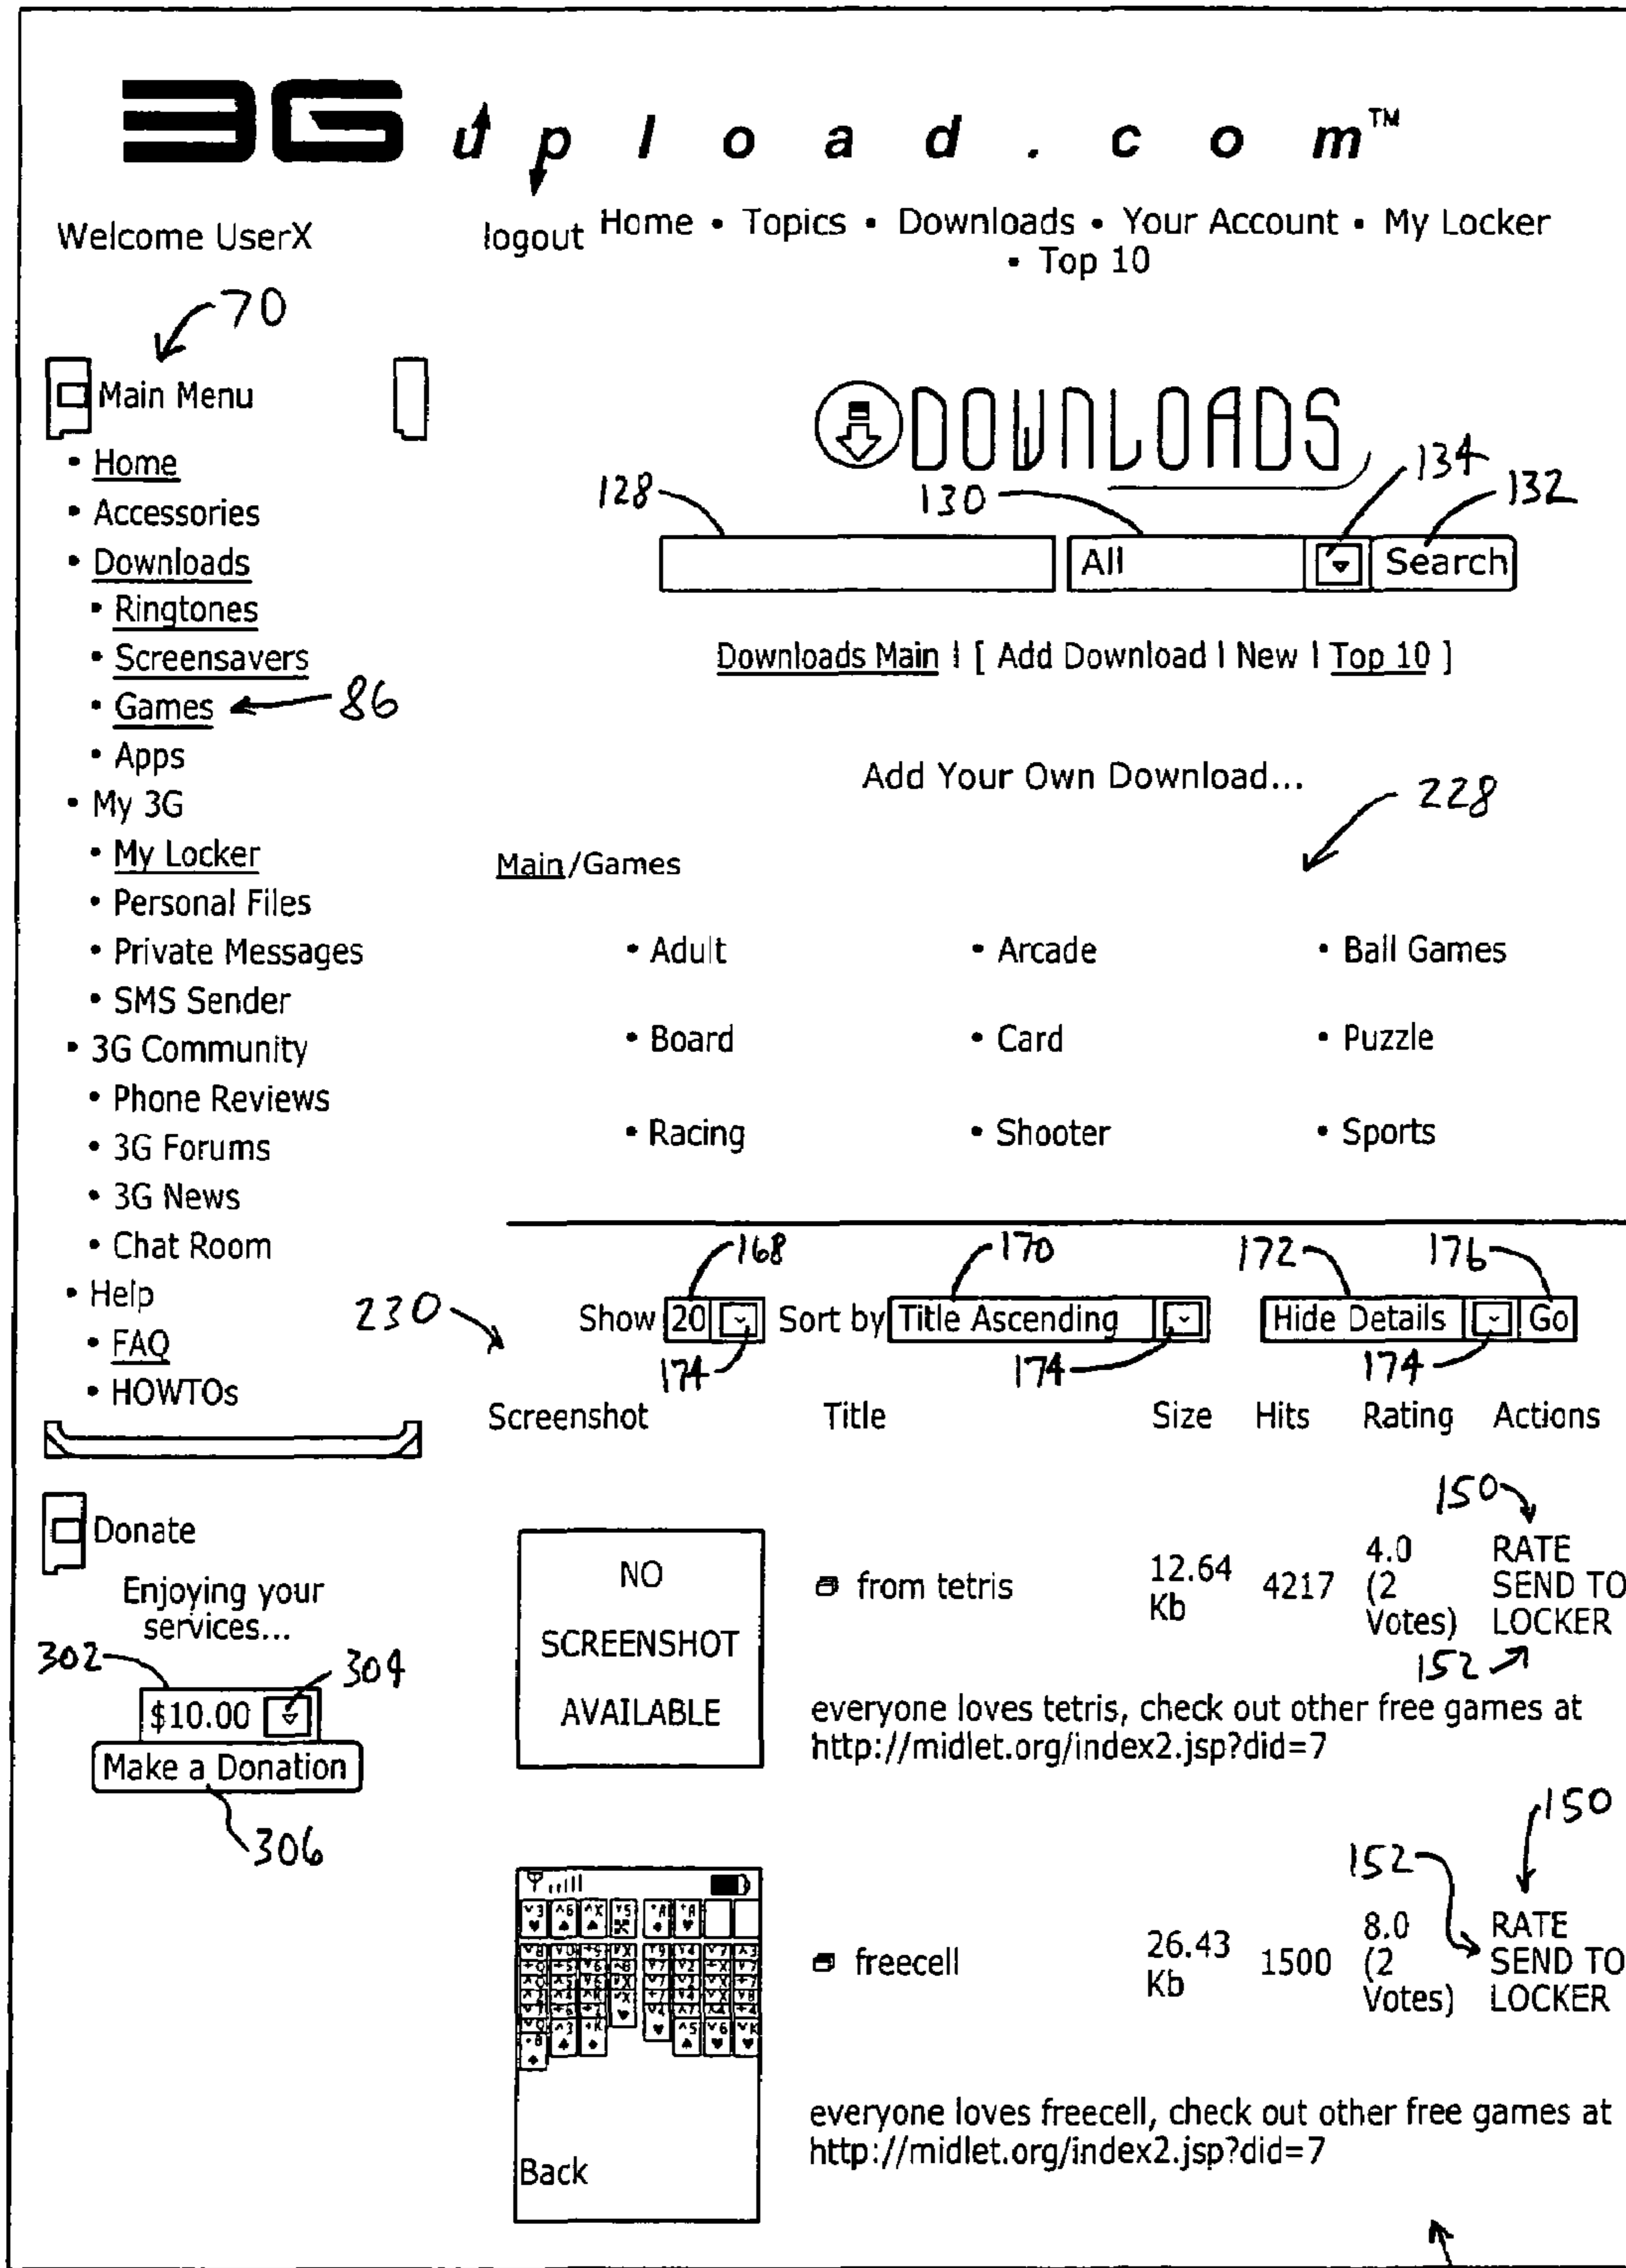 3G upload.com™
Welcome UserX
logout Home • Topics • Downloads • Your Account • My Locker
• Top 10
70
Main Menu
• Home
• Accessories
• Downloads
• Ringtones
• Screensavers
• Games
86
• Apps
• My 3G
• My Locker
• Personal Files
• Private Messages
• SMS Sender
• 3G Community
• Phone Reviews
• 3G Forums
• 3G News
• Chat Room
• Help
• FAQ
• HOWTOs
Donate
Enjoying your
services...
302
304
$10.00
Make a Donation
306
DOWNLOADS
128
130
134
132
All
Search
Downloads Main | [ Add Download | New | Top 10 ]
Add Your Own Download...
228
Main/Games
• Adult • Arcade • Ball Games
• Board • Card • Puzzle
• Racing • Shooter • Sports
168 170 172 176
230
Show 20 Sort by Title Ascending Hide Details Go
174 174 174
Screenshot Title Size Hits Rating Actions
150
NO
SCREENSHOT
AVAILABLE
from tetris
12.64
Kb
4217
4.0
(2
Votes)
RATE
SEND TO
LOCKER
152
everyone loves tetris, check out other free games at
http://midlet.org/index2.jsp?did=7
150
152
freecell
26.43
Kb
1500
8.0
(2
Votes)
RATE
SEND TO
LOCKER
Back
everyone loves freecell, check out other free games at
http://midlet.org/index2.jsp?did=7